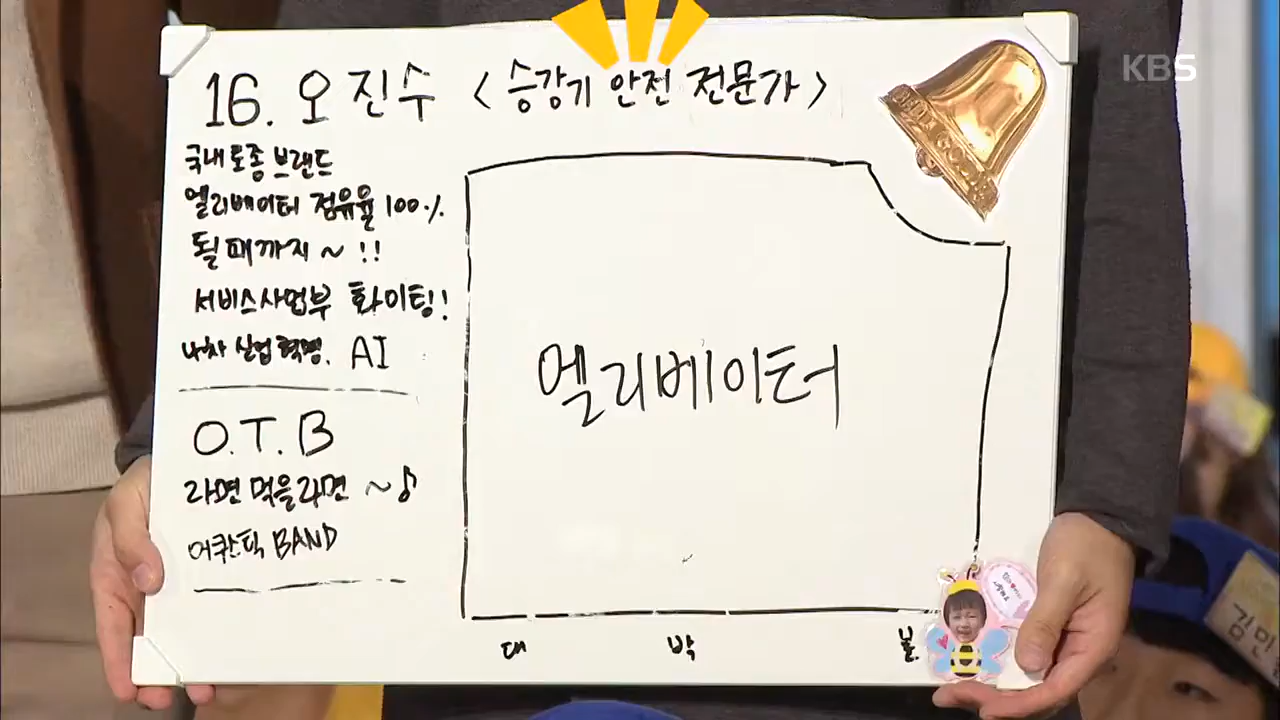 16. 오진수 <승강기 안전 전문가>
KBS
국내토종브랜드
엘리베이터 점유율 100%
될때까지~!!
서비스사업부 화이팅!
4차 산업혁명. AI
엘리베이터
O.T.B
라면 먹을라면 ~♪
어쿠스틱 BAND
대 박 볼.
김민